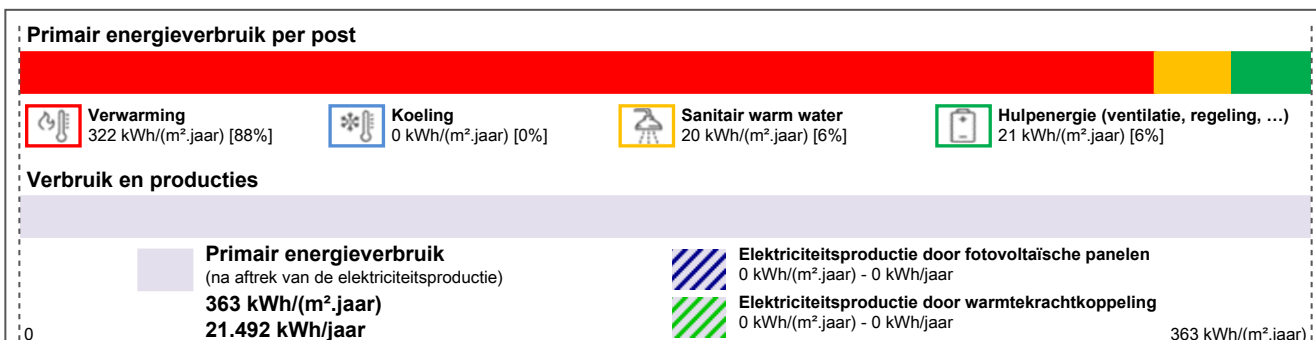 Primair energieverbruik per post
Verwarming
322 kWh/(m².jaar) [88%]
Koeling
0 kWh/(m².jaar) [0%]
Sanitair warm water
20 kWh/(m².jaar) [6%]
Hulpenergie (ventilatie, regeling, …)
21 kWh/(m².jaar) [6%]
Verbruik en producties
Primair energieverbruik
(na aftrek van de elektriciteitsproductie)
363 kWh/(m².jaar)
21.492 kWh/jaar
Elektriciteitsproductie door fotovoltaïsche panelen
0 kWh/(m².jaar) - 0 kWh/jaar
Elektriciteitsproductie door warmtekrachtkoppeling
0 kWh/(m².jaar) - 0 kWh/jaar
0
363 kWh/(m².jaar)